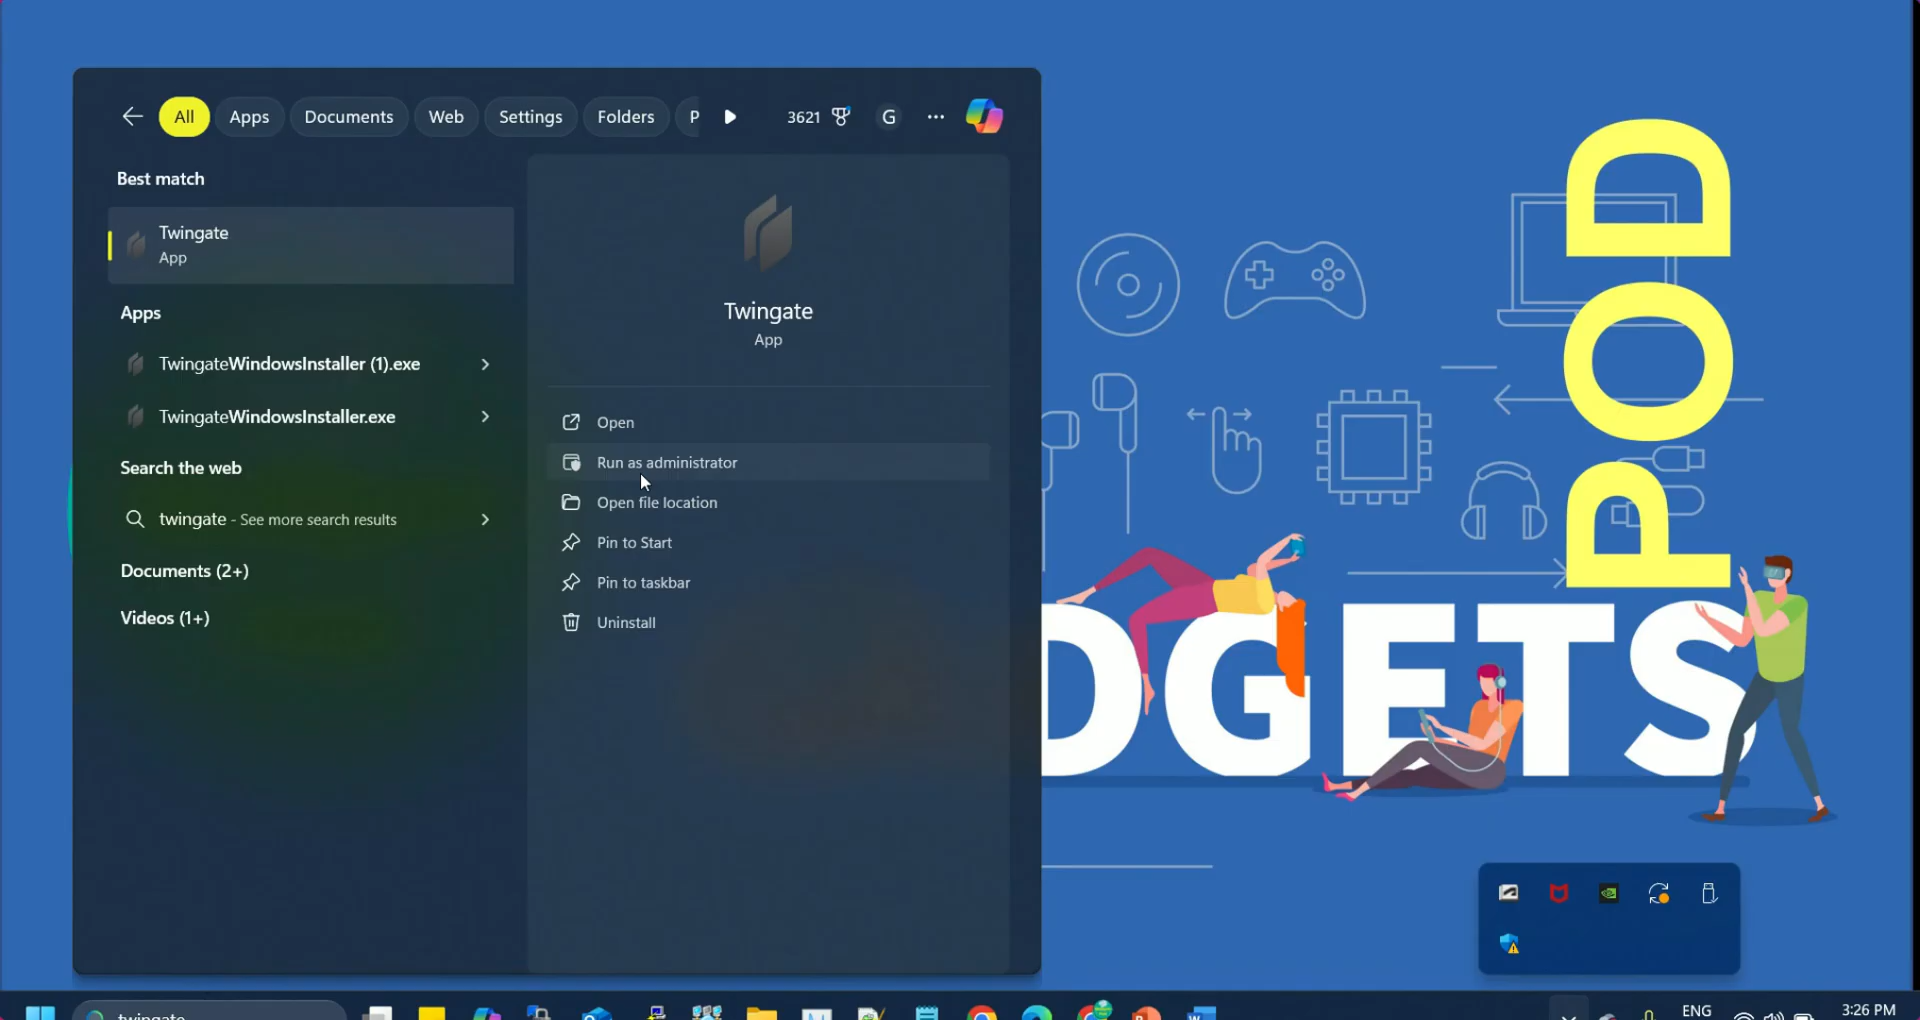 All
Apps
Documents
Web
Settings
Folders
P
3621
G
Best match
Twingate
App
Apps
TwingateWindowsInstaller (1).exe
TwingateWindowsInstaller.exe
Search the web
twingate - See more search results
Documents (2+)
Videos (1+)
Twingate
App
Open
Run as administrator
Open file location
Pin to Start
Pin to taskbar
Uninstall
POD
DGETS
twingate
ENG
3:26 PM